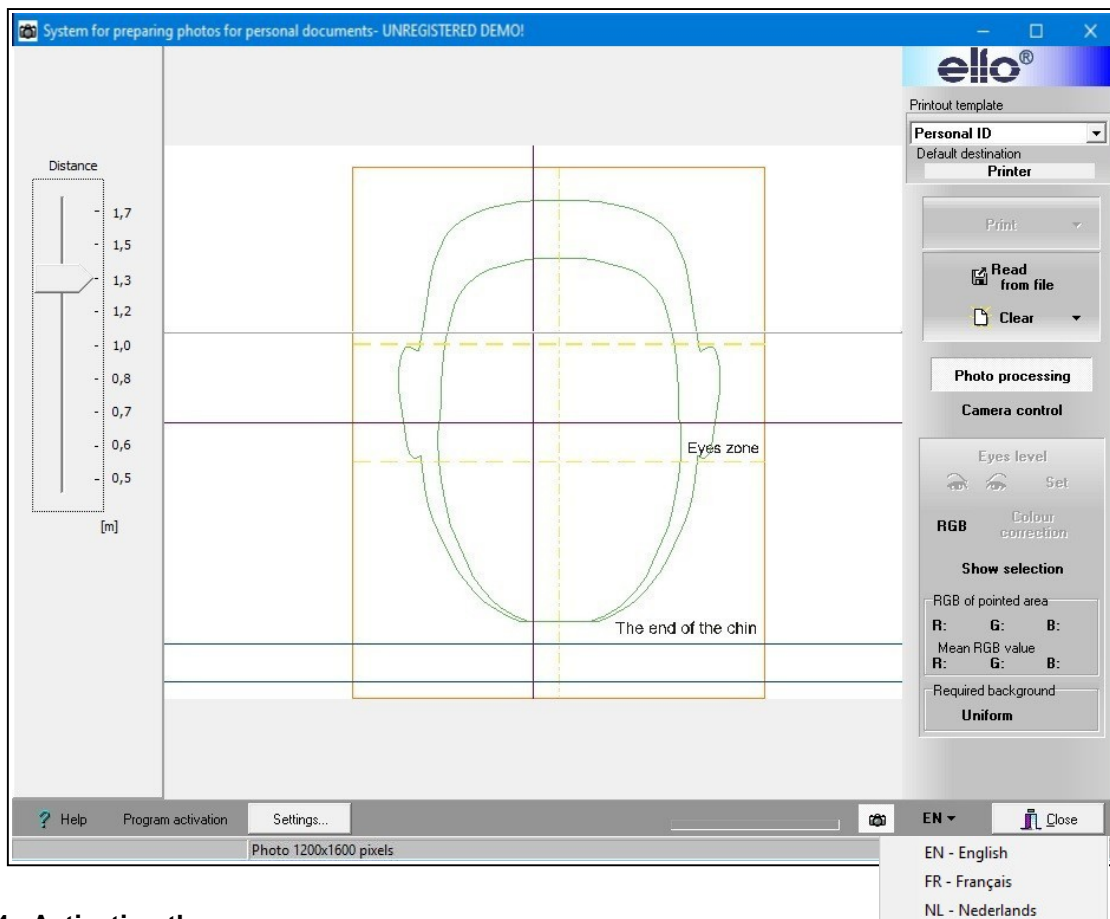 System for preparing photos for personal documents- UNREGISTERED DEMO!
elfo®
Printout template
Personal ID
Default destination
Printer
Distance
1,7
1,5
1,3
1,2
1,0
0,8
0,7
0,6
0,5
[m]
Eyes zone
The end of the chin
Print
Read
from file
Clear
Photo processing
Camera control
Eyes level
Set
RGB
Colour
correction
Show selection
RGB of pointed area
R: G: B:
Mean RGB value
R: G: B:
Required background
Uniform
? Help
Program activation
Settings...
EN
Close
Photo 1200x1600 pixels
EN - English
FR - Français
NL - Nederlands